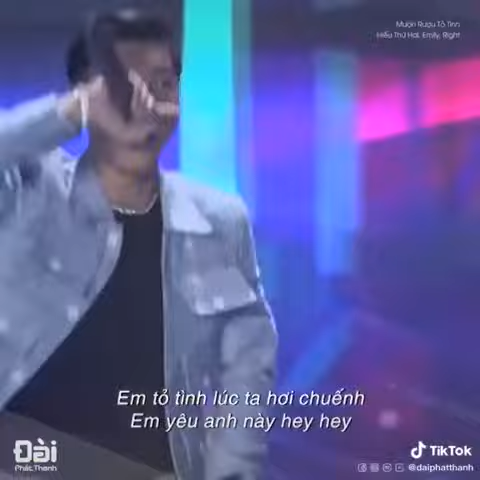 Mượn Rượu Tỏ Tình
Hiếu Thứ Hai, Emily, Right
Em tỏ tình lúc ta hơi chuếnh
Em yêu anh này hey hey
Đài
Phát.Thanh
TikTok
@daiphatthanh